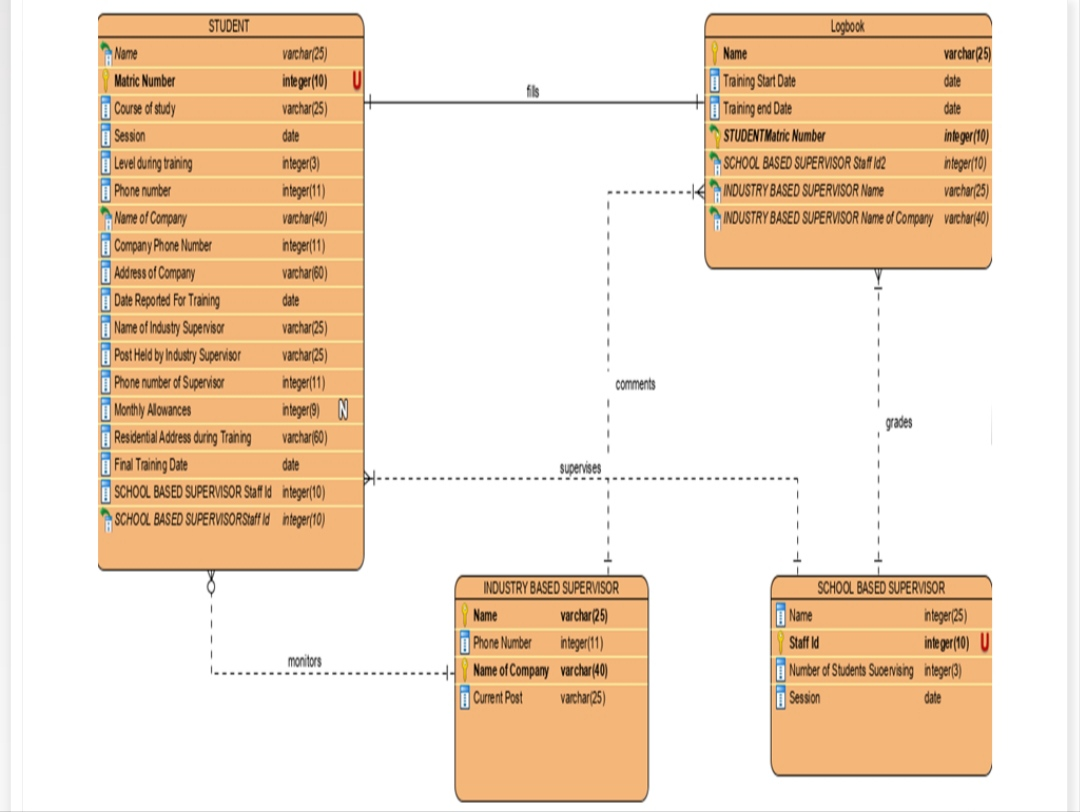 STUDENT
Name varchar(25)
Matric Number integer(10) U
Course of study varchar(25)
Session date
Level during training integer(3)
Phone number integer(11)
Name of Company varchar(40)
Company Phone Number integer(11)
Address of Company varchar(60)
Date Reported For Training date
Name of Industry Supervisor varchar(25)
Post Held by Industry Supervisor varchar(25)
Phone number of Supervisor integer(11)
Monthly Allowances integer(9) N
Residential Address during Training varchar(60)
Final Training Date date
SCHOOL BASED SUPERVISOR Staff Id integer(10)
SCHOOL BASED SUPERVISORStaff Id integer(10)
fills
Logbook
Name varchar(25)
Training Start Date date
Training end Date date
STUDENTMatric Number integer(10)
SCHOOL BASED SUPERVISOR Staff Id2 integer(10)
INDUSTRY BASED SUPERVISOR Name varchar(25)
INDUSTRY BASED SUPERVISOR Name of Company varchar(40)
comments
grades
supervises
monitors
INDUSTRY BASED SUPERVISOR
Name varchar(25)
Phone Number integer(11)
Name of Company varchar(40)
Current Post varchar(25)
SCHOOL BASED SUPERVISOR
Name integer(25)
Staff Id integer(10) U
Number of Students Suoervising integer(3)
Session date